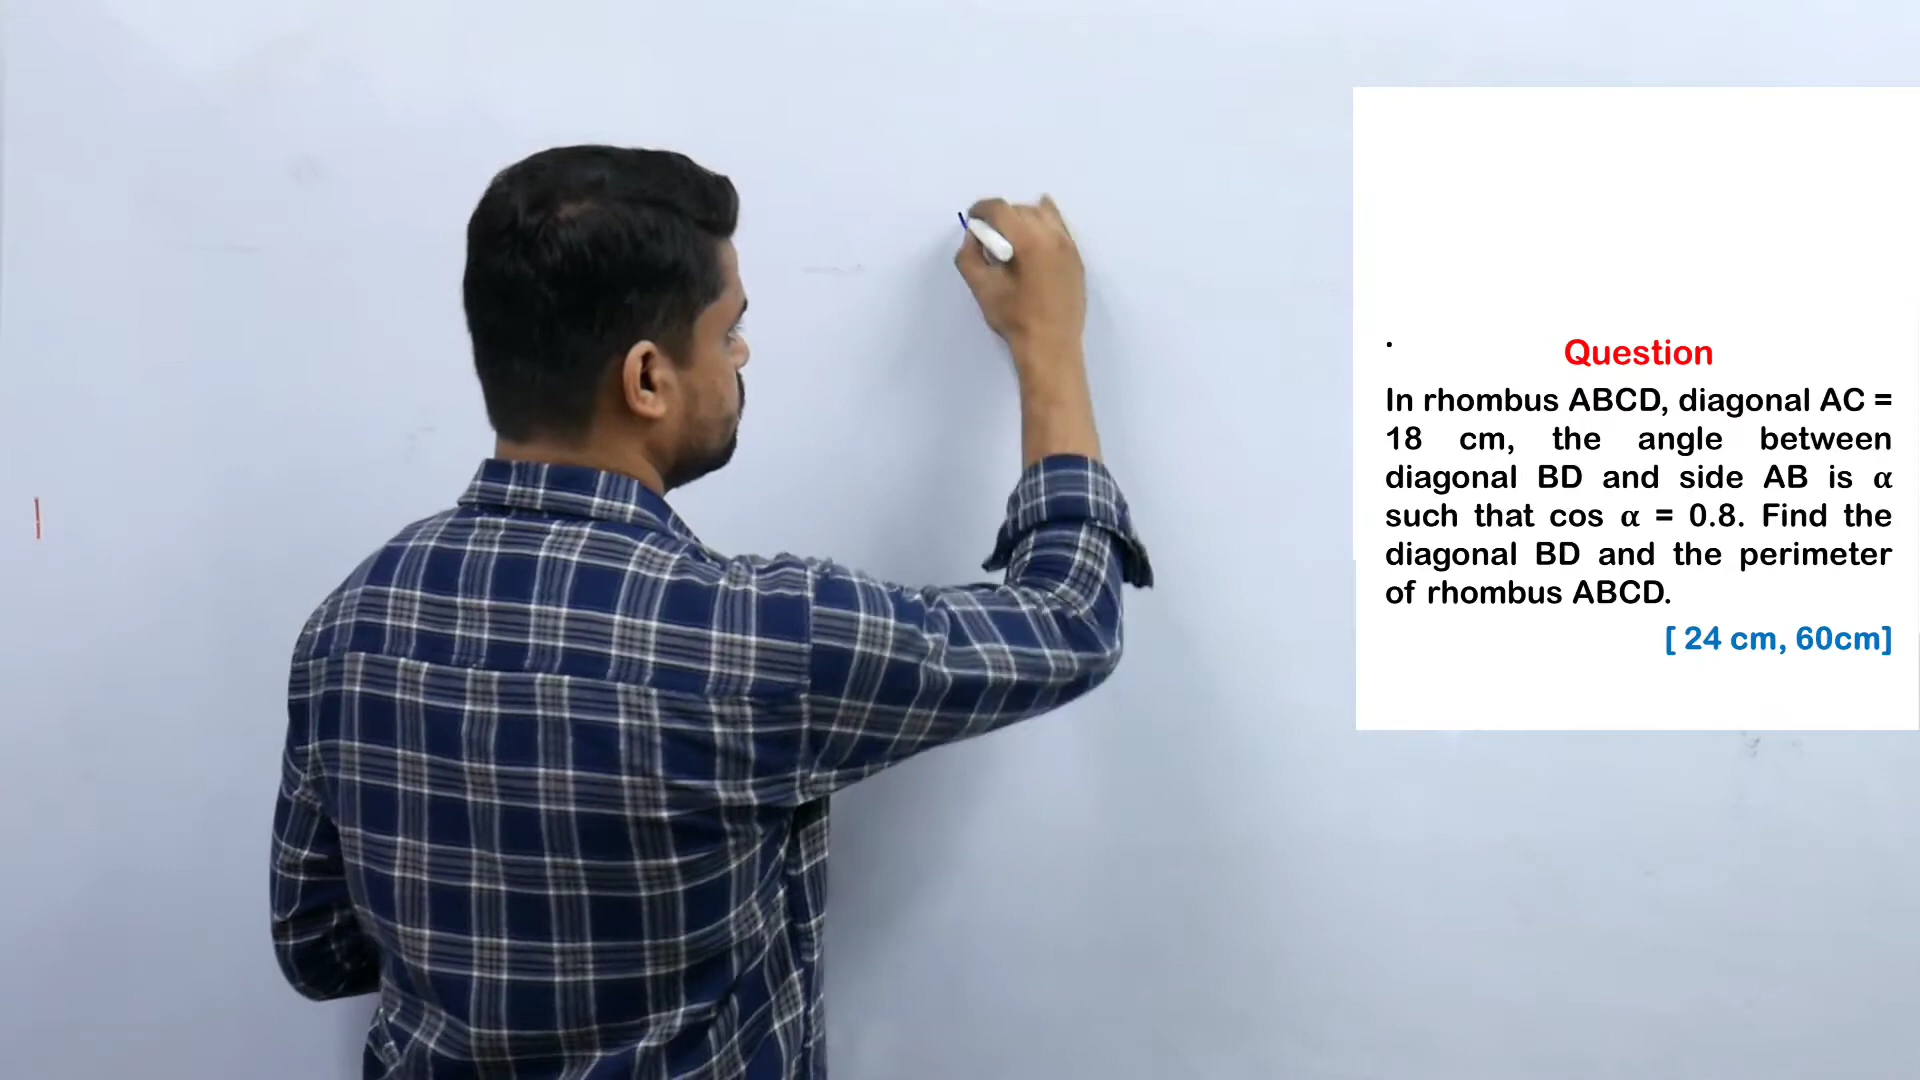 Question
In rhombus ABCD, diagonal AC =
18 cm, the angle between
diagonal BD and side AB is α
such that cos α = 0.8. Find the
diagonal BD and the perimeter
of rhombus ABCD.
[ 24 cm, 60cm]